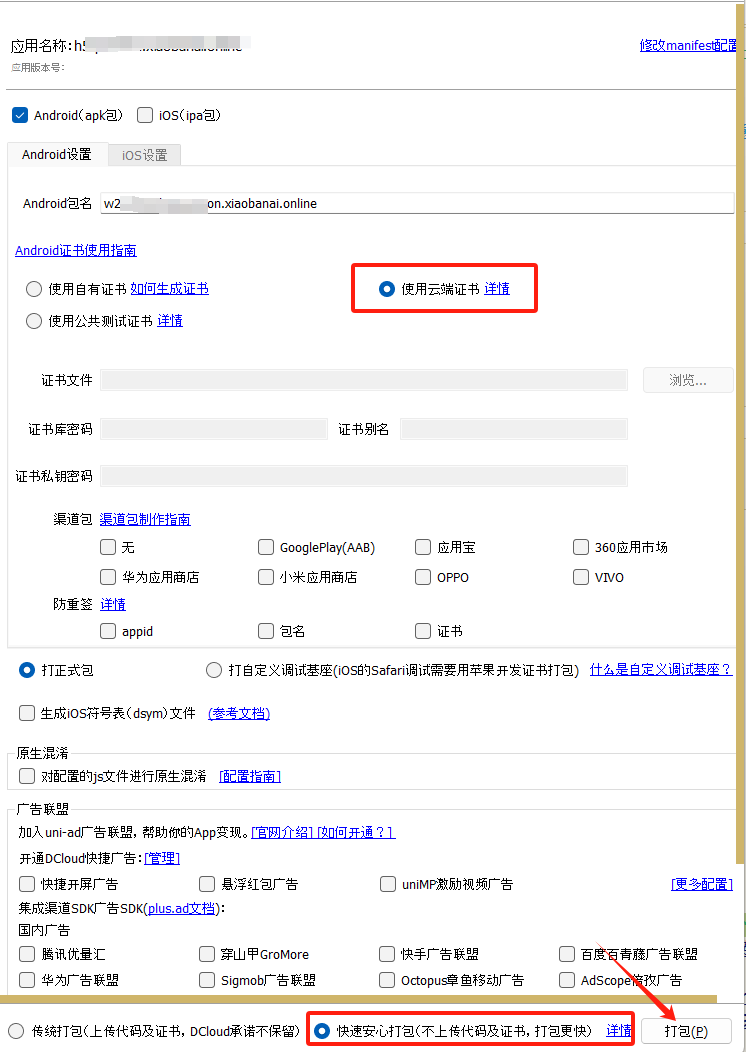 应用名称:h5 .xiaobanai.online 修改manifest配置
应用版本号:
Android(apk包) iOS(ipa包)
Android设置 iOS设置
Android包名 w2 on.xiaobanai.online
Android证书使用指南
使用自有证书 如何生成证书 使用云端证书 详情
使用公共测试证书 详情
证书文件 浏览...
证书库密码 证书别名
证书私钥密码
渠道包 渠道包制作指南
无 GooglePlay(AAB) 应用宝 360应用市场
华为应用商店 小米应用商店 OPPO VIVO
防重签 详情
appid 包名 证书
打正式包 打自定义调试基座(iOS的Safari调试需要用苹果开发证书打包) 什么是自定义调试基座？
生成iOS符号表(dsym)文件 (参考文档)
原生混淆
对配置的js文件进行原生混淆 [配置指南]
广告联盟
加入uni-ad广告联盟，帮助你的App变现。[官网介绍] [如何开通？]
开通DCloud快捷广告:[管理]
快捷开屏广告 悬浮红包广告 uniMP激励视频广告 [更多配置]
集成渠道SDK广告SDK(plus.ad文档):
国内广告
腾讯优量汇 穿山甲GroMore 快手广告联盟 百度百青藤广告联盟
华为广告联盟 Sigmob广告联盟 Octopus章鱼移动广告 AdScope倍孜广告
传统打包(上传代码及证书，DCloud承诺不保留) 快速安心打包(不上传代码及证书，打包更快) 详情 打包(P)